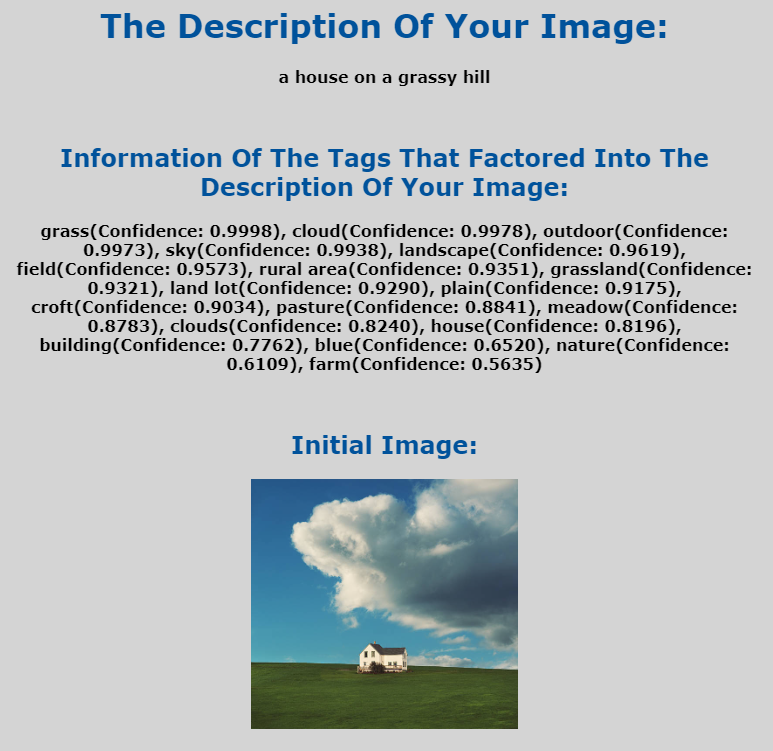 The Description Of Your Image:
a house on a grassy hill
Information Of The Tags That Factored Into The
Description Of Your Image:
grass(Confidence: 0.9998), cloud(Confidence: 0.9978), outdoor(Confidence:
0.9973), sky(Confidence: 0.9938), landscape(Confidence: 0.9619),
field(Confidence: 0.9573), rural area(Confidence: 0.9351), grassland(Confidence:
0.9321), land lot(Confidence: 0.9290), plain(Confidence: 0.9175),
croft(Confidence: 0.9034), pasture(Confidence: 0.8841), meadow(Confidence:
0.8783), clouds(Confidence: 0.8240), house(Confidence: 0.8196),
building(Confidence: 0.7762), blue(Confidence: 0.6520), nature(Confidence:
0.6109), farm(Confidence: 0.5635)
Initial Image: